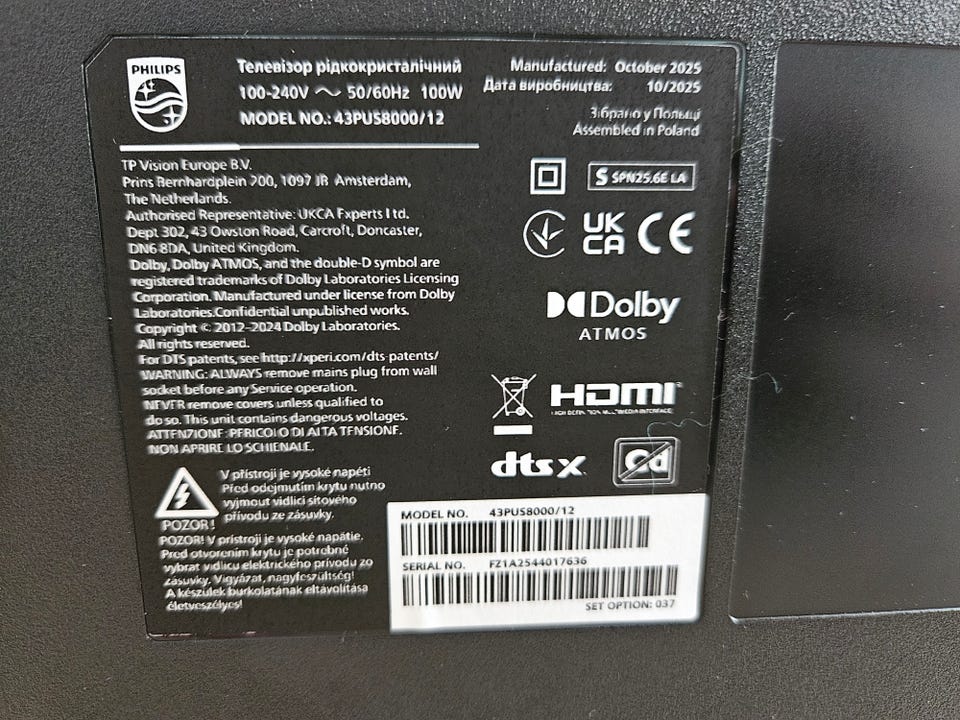 PHILIPS
Телевізор рідкокристалічний
100-240V ~ 50/60Hz 100W
MODEL NO.: 43PUS8000/12
Manufactured: October 2025
Дата виробництва: 10/2025
Зібрано у Польщі
Assembled in Poland
TP Vision Europe B.V.
Prins Bernhardplein 200, 1097 JB Amsterdam,
The Netherlands.
Authorised Representative: UKCA Experts Ltd.
Dept 302, 43 Owston Road, Carcroft, Doncaster,
DN6 8DA, United Kingdom.
Dolby, Dolby ATMOS, and the double-D symbol are
registered trademarks of Dolby Laboratories Licensing
Corporation. Manufactured under license from Dolby
Laboratories.Confidential unpublished works.
Copyright © 2012-2024 Dolby Laboratories.
All rights reserved.
For DTS patents, see http://xperi.com/dts-patents/
WARNING: ALWAYS remove mains plug from wall
socket before any Service operation.
NEVER remove covers unless qualified to
do so. This unit contains dangerous voltages.
ATTENZIONE: PERICOLO DI ALTA TENSIONE.
NON APRIRE LO SCHIENALE.
S SPN25.6E LA
UK
CA CE
Dolby
ATMOS
HDMI
HIGH DEFINITION MULTIMEDIA INTERFACE
dts X
Cd
V přístroji je vysoké napětí
Před odejmutím krytu nutno
vyjmout vidlici síťového
přívodu ze zásuvky.
POZOR!
POZOR! V prístroji je vysoké napätie.
Pred otvorením krytu je potrebné
vybrat vidlicu elektrického prívodu zo
zásuvky. Vigyázat, nagyfeszültség!
A készülék burkolatának eltávolítása
életveszélyes!
MODEL NO. 43PUS8000/12
SERIAL NO. FZ1A2544017636
SET OPTION: 037